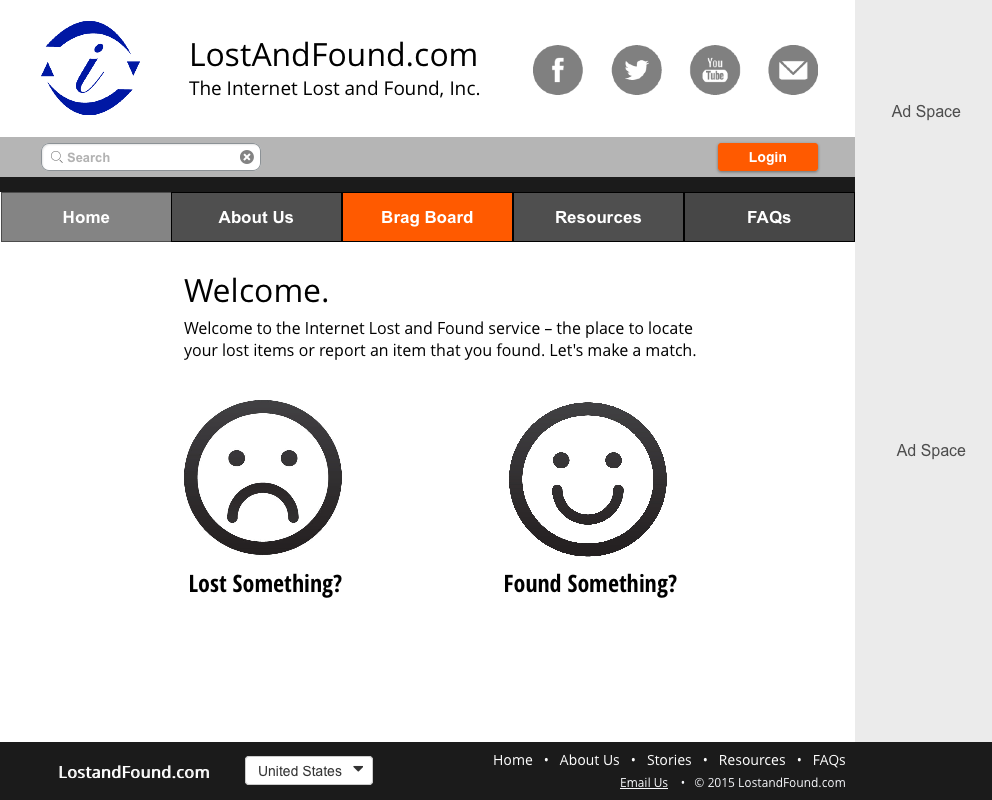 i
LostAndFound.com
The Internet Lost and Found, Inc.
f
You
Tube
Ad Space
Search
Login
Home
About Us
Brag Board
Resources
FAQs
Welcome.
Welcome to the Internet Lost and Found service – the place to locate
your lost items or report an item that you found. Let's make a match.
Ad Space
Lost Something?
Found Something?
LostandFound.com
United States
Home • About Us • Stories • Resources • FAQs
Email Us • © 2015 LostandFound.com